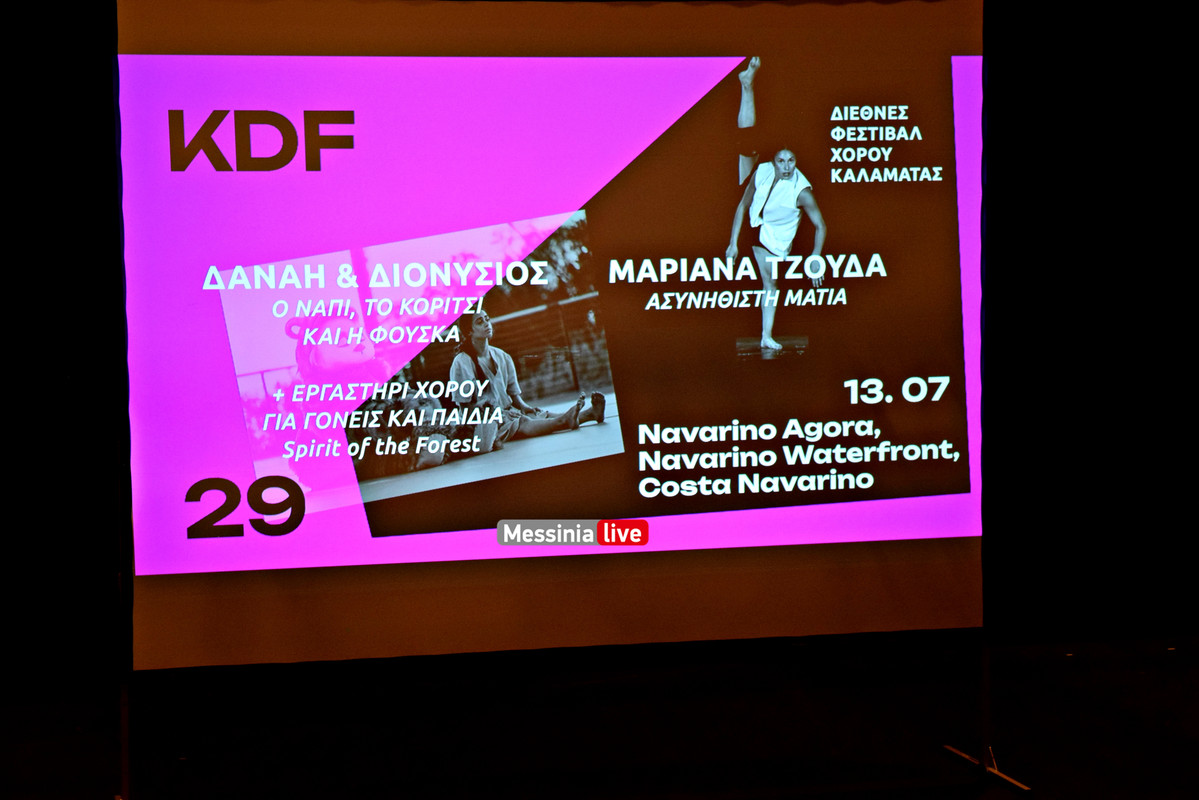 KDF
ΔΙΕΘΝΕΣ
ΦΕΣΤΙΒΑΛ
ΧΟΡΟΥ
ΚΑΛΑΜΑΤΑΣ
ΔΑΝΑΗ & ΔΙΟΝΥΣΙΟΣ
Ο ΝΑΠΙ, ΤΟ ΚΟΡΙΤΣΙ
ΚΑΙ Η ΦΟΥΣΚΑ
+ ΕΡΓΑΣΤΗΡΙ ΧΟΡΟΥ
ΓΙΑ ΓΟΝΕΙΣ ΚΑΙ ΠΑΙΔΙΑ
Spirit of the Forest
ΜΑΡΙΑΝΑ ΤΖΟΥΔΑ
ΑΣΥΝΗΘΙΣΤΗ ΜΑΤΙΑ
13. 07
Navarino Agora,
Navarino Waterfront,
Costa Navarino
29
Messinia live